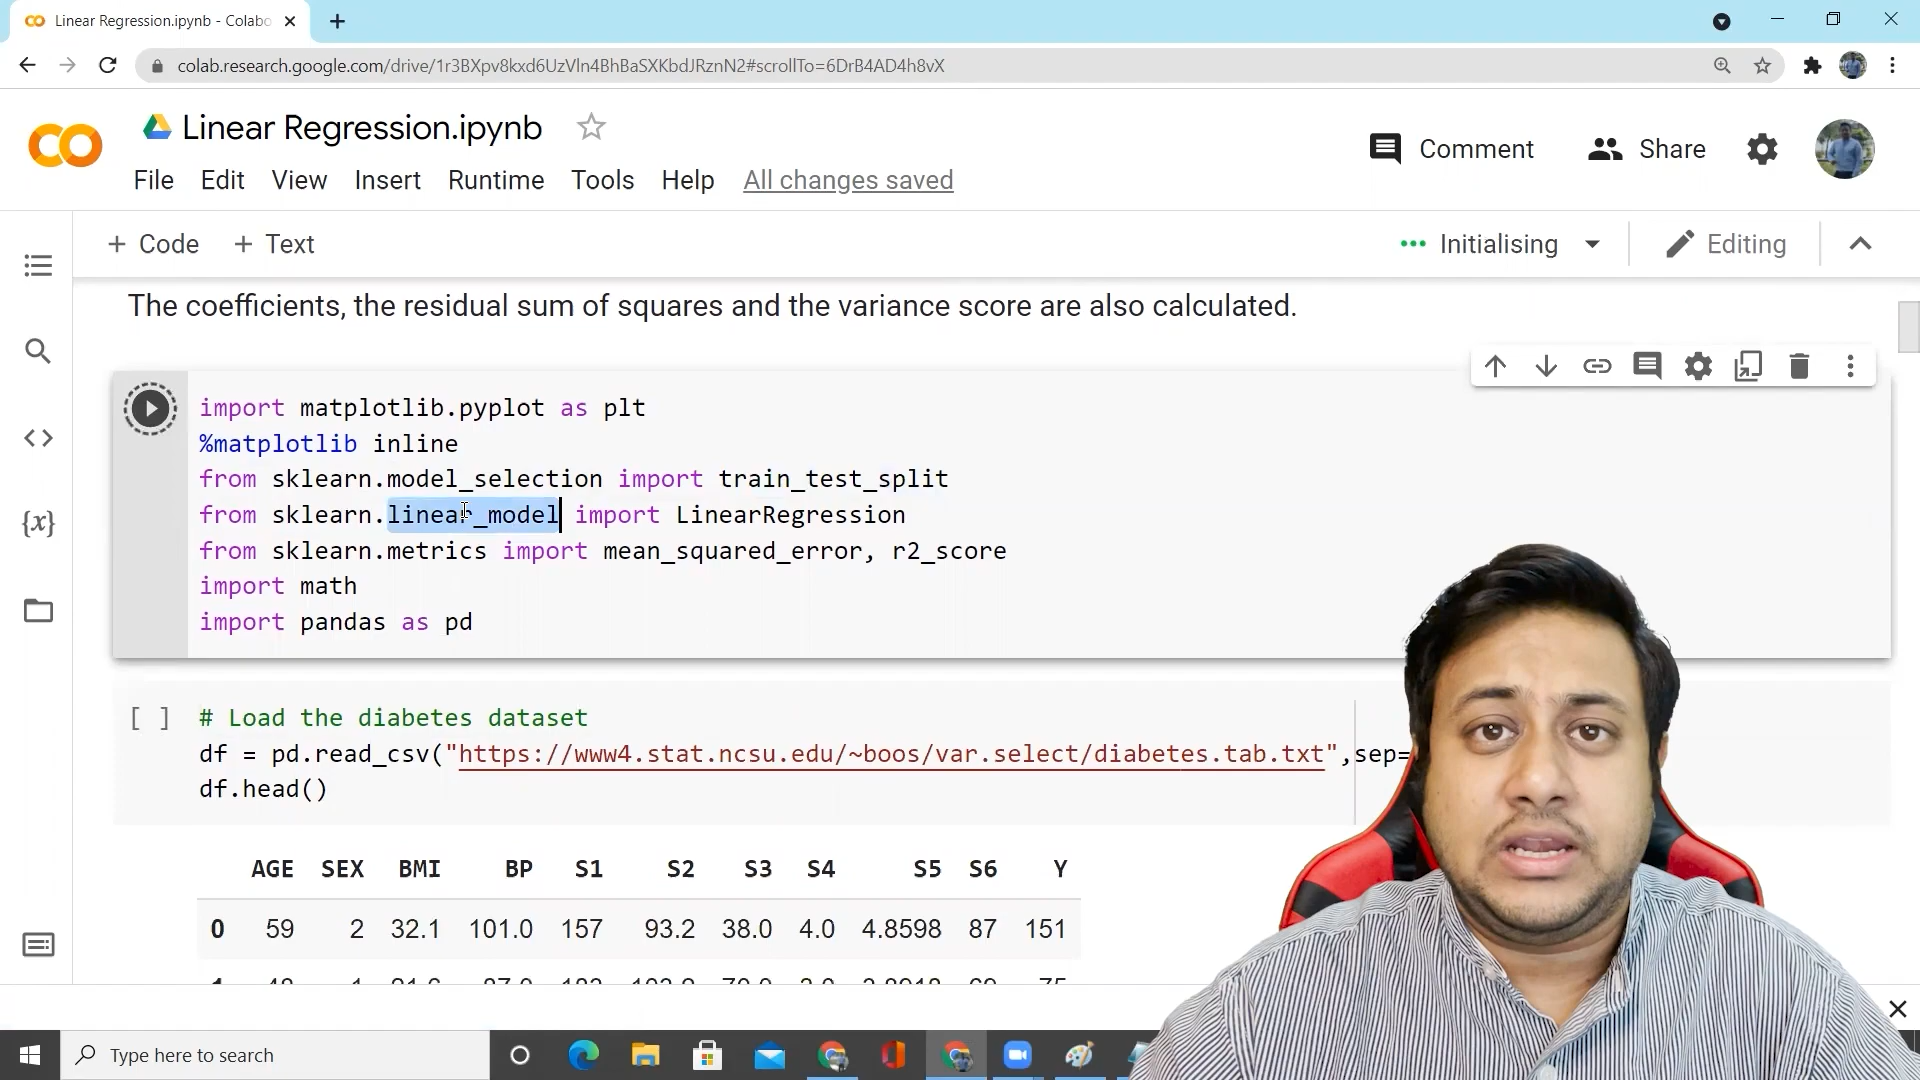 Linear Regression.ipynb - Colabo
colab.research.google.com/drive/1r3BXpv8kxd6UzVln4BhBaSXKbdJRznN2#scrollTo=6DrB4AD4h8vX
Linear Regression.ipynb
Comment
Share
File Edit View Insert Runtime Tools Help All changes saved
+ Code + Text
Initialising
Editing
The coefficients, the residual sum of squares and the variance score are also calculated.
import matplotlib.pyplot as plt
%matplotlib inline
from sklearn.model_selection import train_test_split
from sklearn.linear_model import LinearRegression
from sklearn.metrics import mean_squared_error, r2_score
import math
import pandas as pd
{x}
[ ] # Load the diabetes dataset
df = pd.read_csv("https://www4.stat.ncsu.edu/~boos/var.select/diabetes.tab.txt",sep=
df.head()
AGE SEX BMI BP S1 S2 S3 S4 S5 S6 Y
0 59 2 32.1 101.0 157 93.2 38.0 4.0 4.8598 87 151
Type here to search